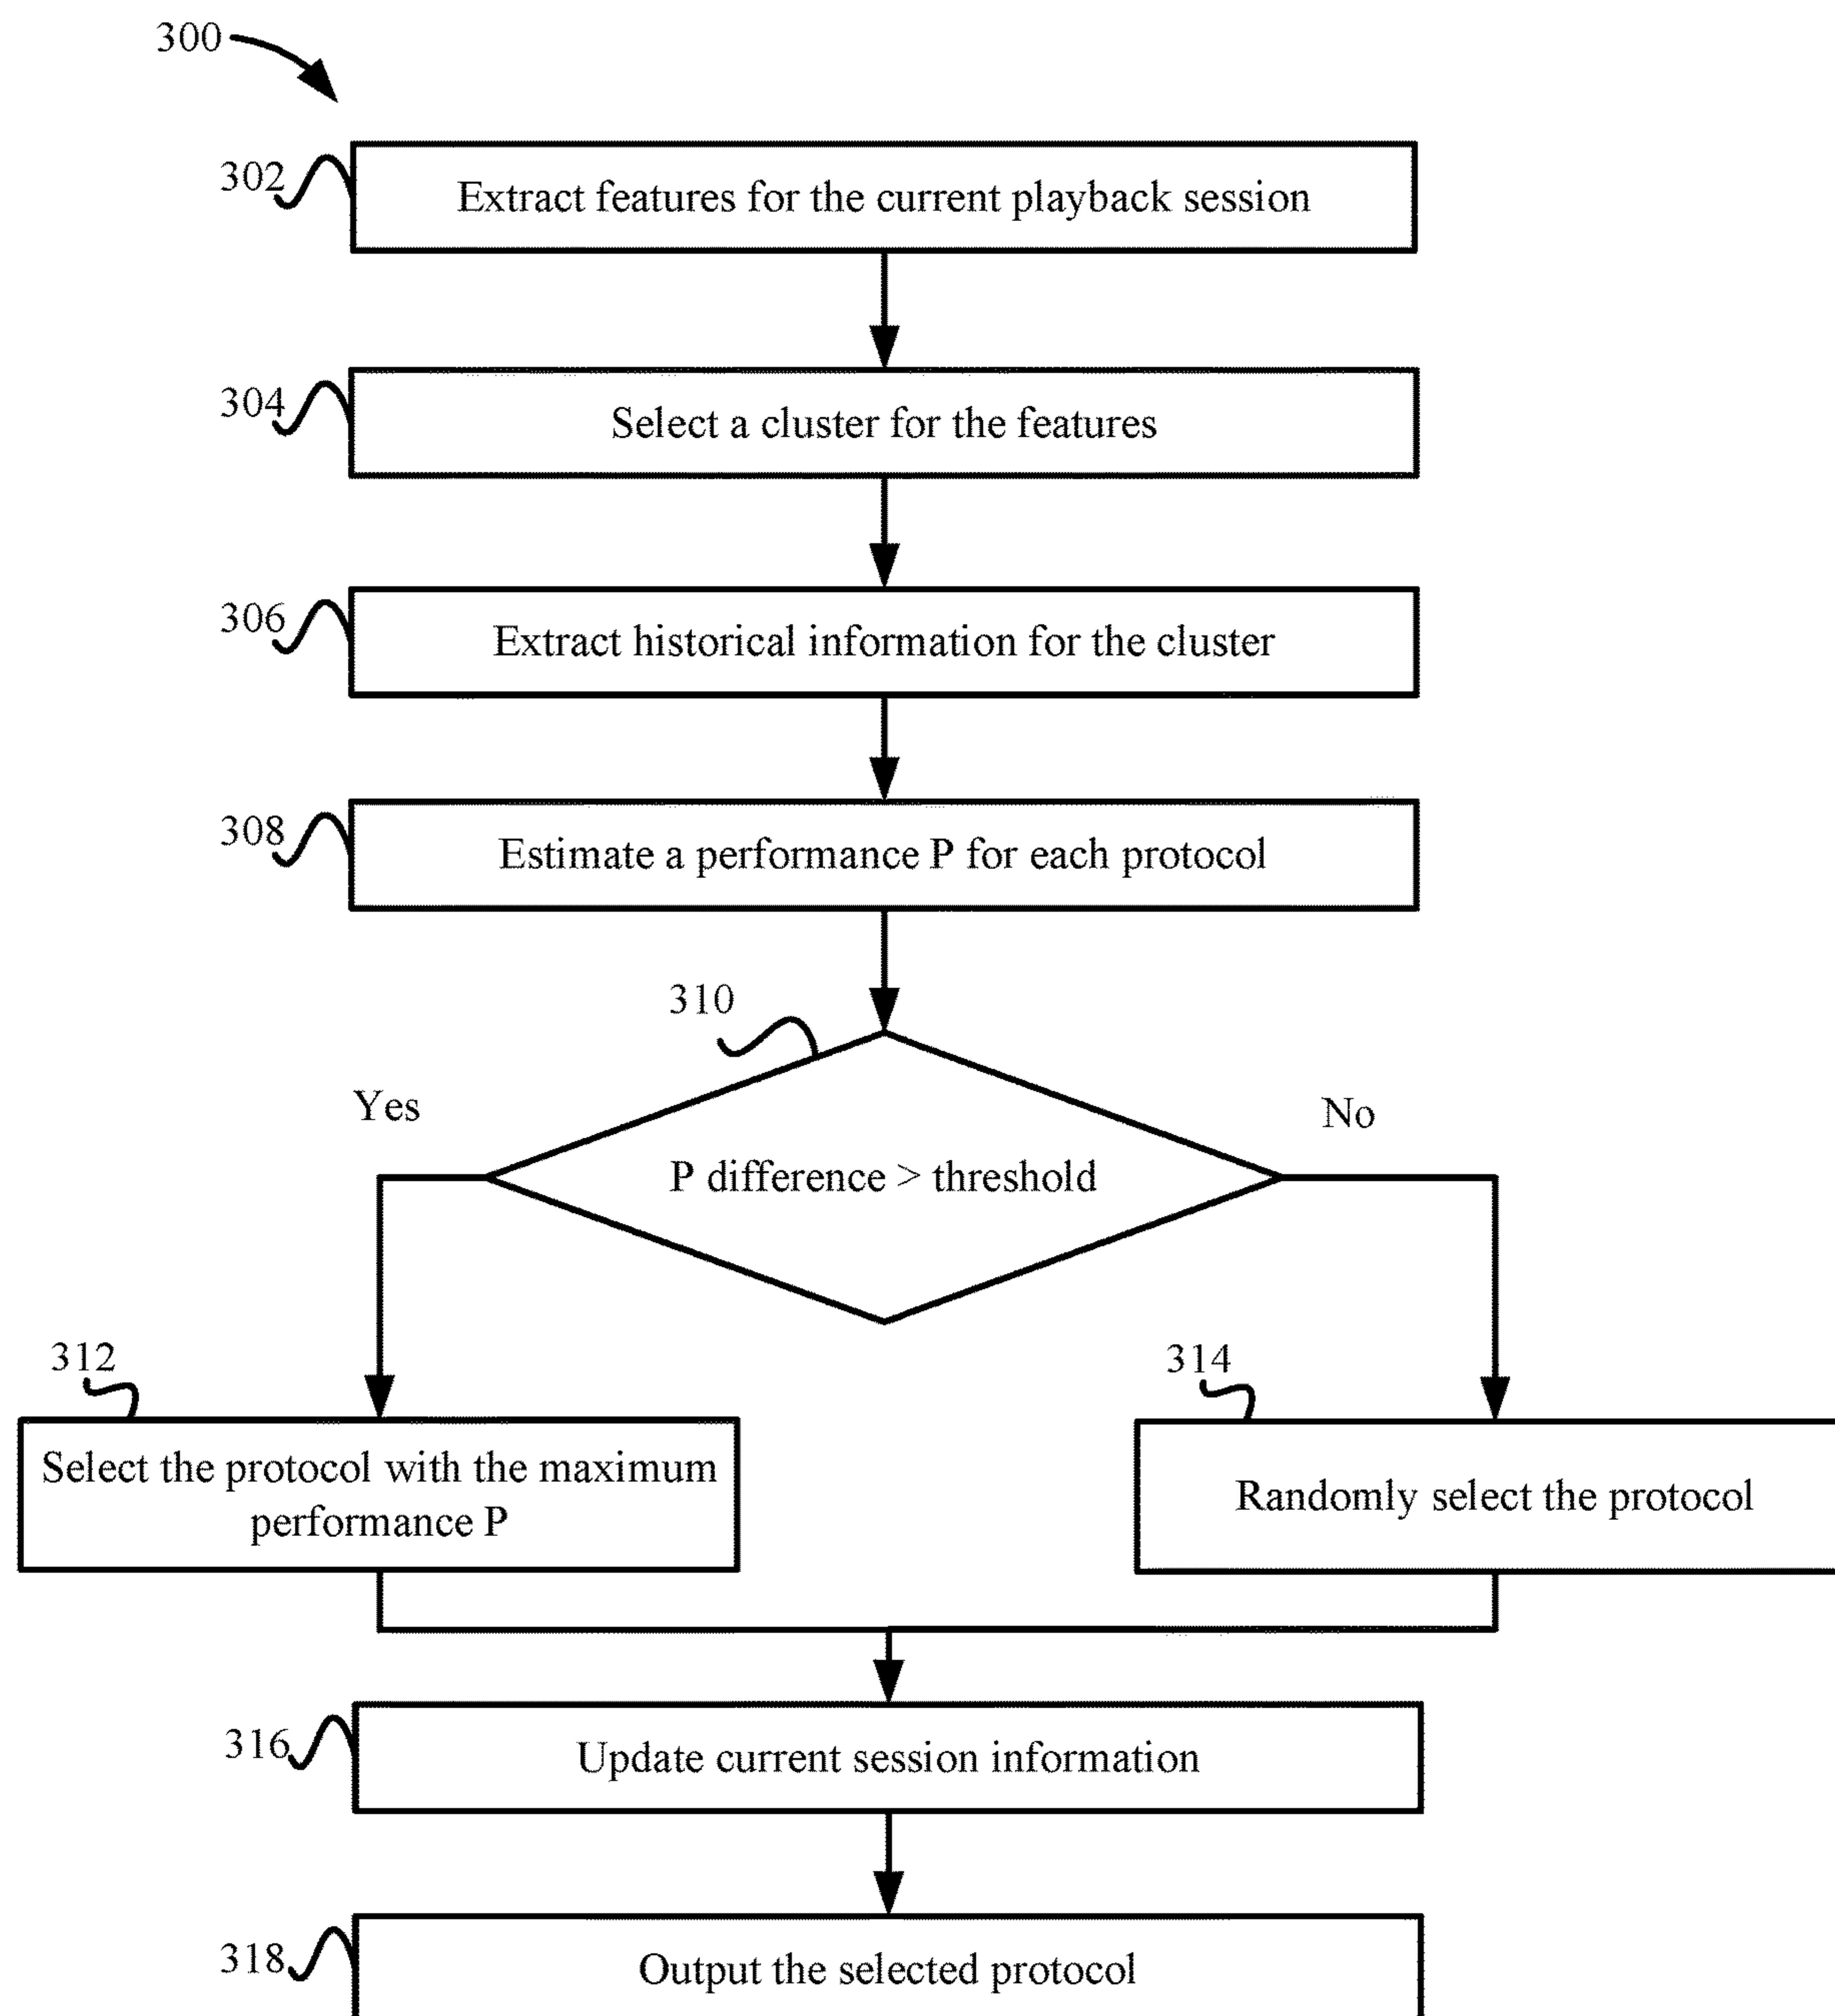 300
302
Extract features for the current playback session
304
Select a cluster for the features
306
Extract historical information for the cluster
308
Estimate a performance P for each protocol
310
Yes
No
P difference > threshold
312
314
Select the protocol with the maximum
performance P
Randomly select the protocol
316
Update current session information
318
Output the selected protocol